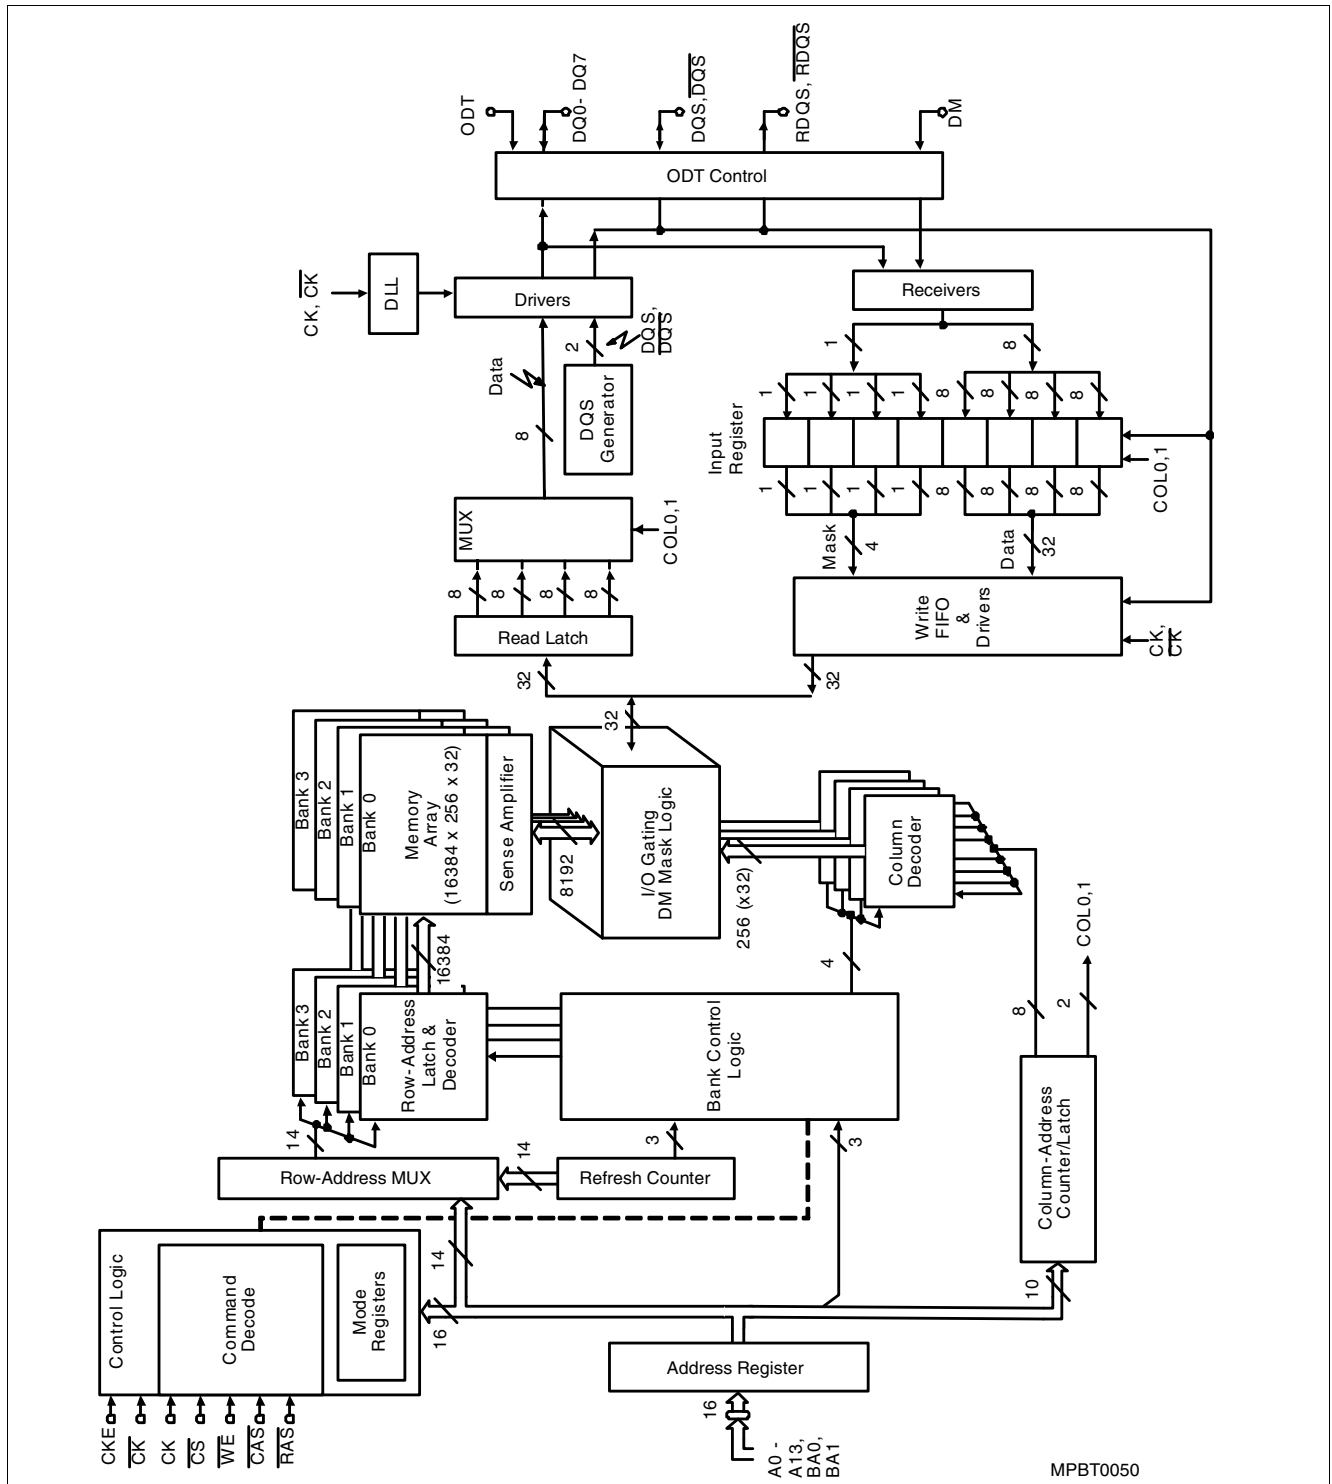 ODT
DQ0- DQ7
DQS,DQS
RDQS, RDQS
DM
ODT Control
CK, CK
DLL
Drivers
Receivers
2
DQS,
DQS
1
8
Data
8
DQS
Generator
1
1
1
1
8
8
8
8
Input
Register
1
1
1
1
8
8
8
8
COL0,1
MUX
COL0,1
Mask
4
Data
32
8
8
8
8
Read Latch
Write
FIFO
&
Drivers
CK,
CK
32
32
32
Bank 3
Bank 2
Bank 1
Bank 0
Memory
Array
(16384 x 256 x 32)
Sense Amplifier
8192
I/O Gating
DM Mask Logic
256 (x32)
Column
Decoder
16384
4
COL0,1
8
2
Bank3
Bank 2
Bank 1
Bank 0
Row-Address
Latch &
Decoder
Bank Control
Logic
14
3
3
Row-Address MUX
14
Refresh Counter
Column-Address
Counter/Latch
Control Logic
Command
Decode
Mode
Registers
14
16
10
Address Register
16
CKE
CK
CK
CS
WE
CAS
RAS
A0 -
A13,
BA0,
BA1
MPBT0050